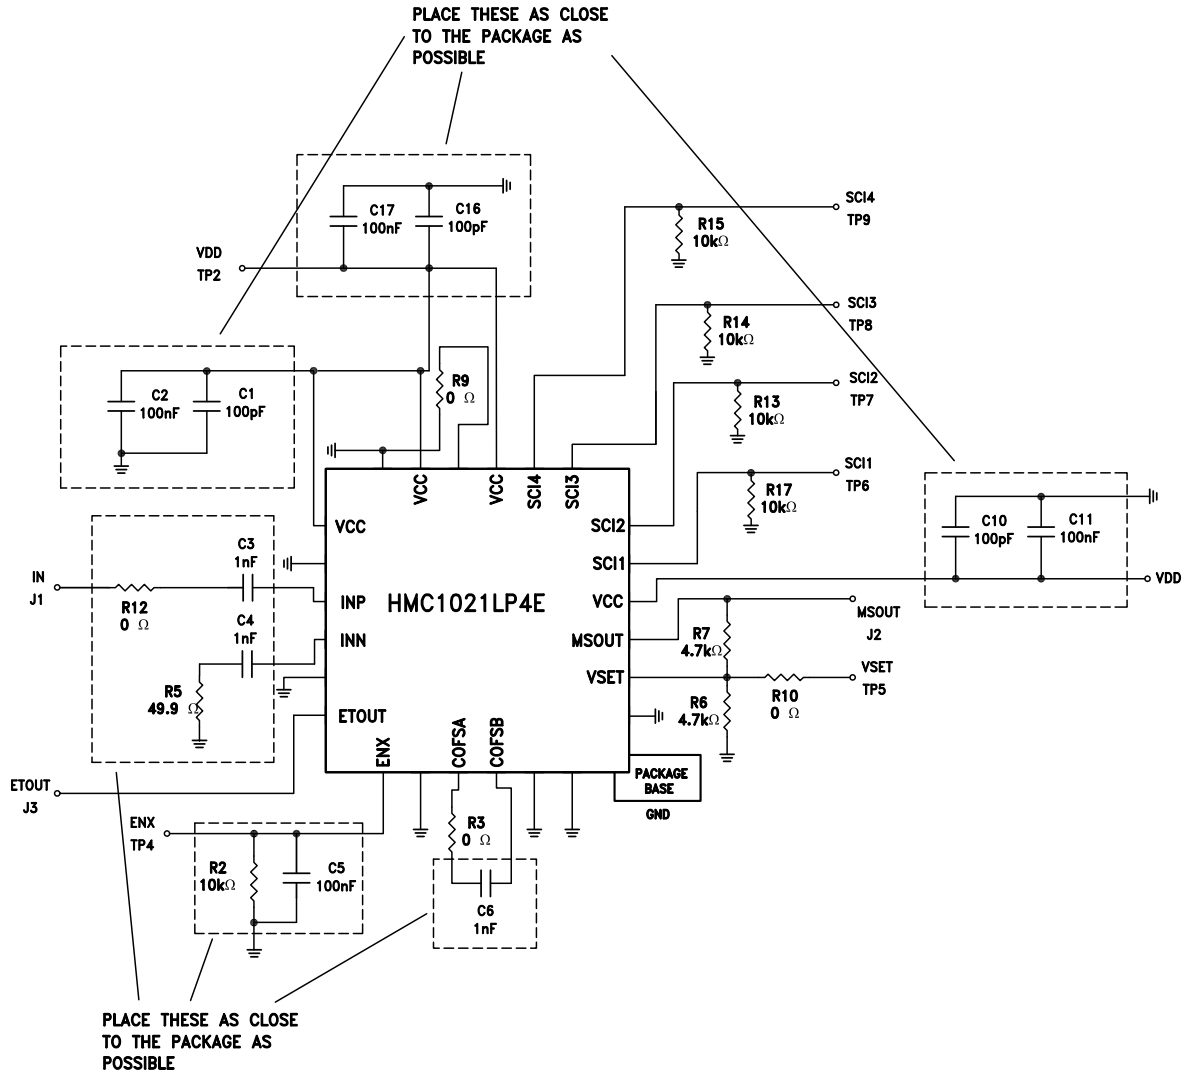 PLACE THESE AS CLOSE
TO THE PACKAGE AS
POSSIBLE
C17
100nF
C16
100pF
VDD
TP2
SCI4
TP9
R15
10kΩ
SCI3
TP8
R14
10kΩ
SCI2
TP7
R13
10kΩ
SCI1
TP6
R17
10kΩ
C2
100nF
C1
100pF
R9
0 Ω
C10
100pF
C11
100nF
VDD
VCC
VCC
SCI4
SCI3
VCC
INP
INN
ETOUT
ENX
COFSA
COFSB
SCI2
SCI1
VCC
MSOUT
VSET
HMC1021LP4E
PACKAGE
BASE
GND
IN
J1
R12
0 Ω
C3
1nF
C4
1nF
R5
49.9 Ω
ETOUT
J3
ENX
TP4
R2
10kΩ
C5
100nF
R3
0 Ω
C6
1nF
R7
4.7kΩ
R6
4.7kΩ
R10
0 Ω
MSOUT
J2
VSET
TP5
PLACE THESE AS CLOSE
TO THE PACKAGE AS
POSSIBLE